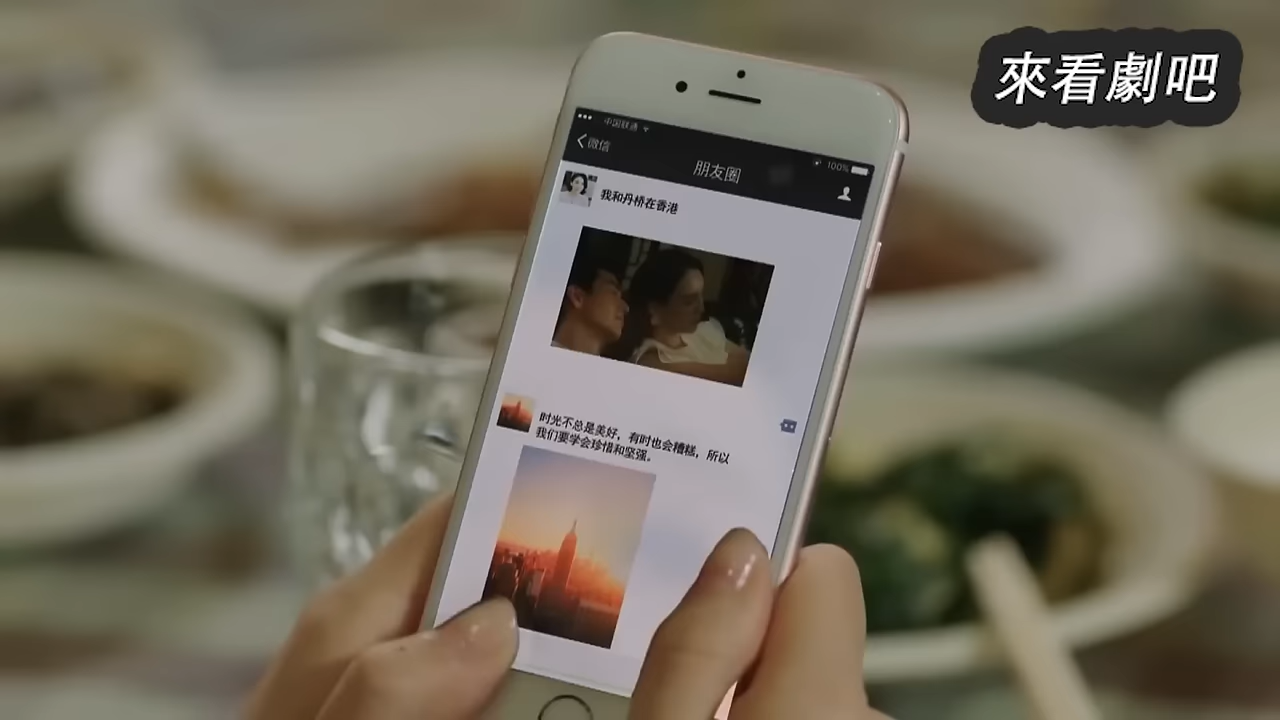 來看劇吧
中国联通
100%
微信
朋友圈
我和丹桥在香港
时光不总是美好，有时也会糟糕，所以
我们要学会珍惜和坚强。